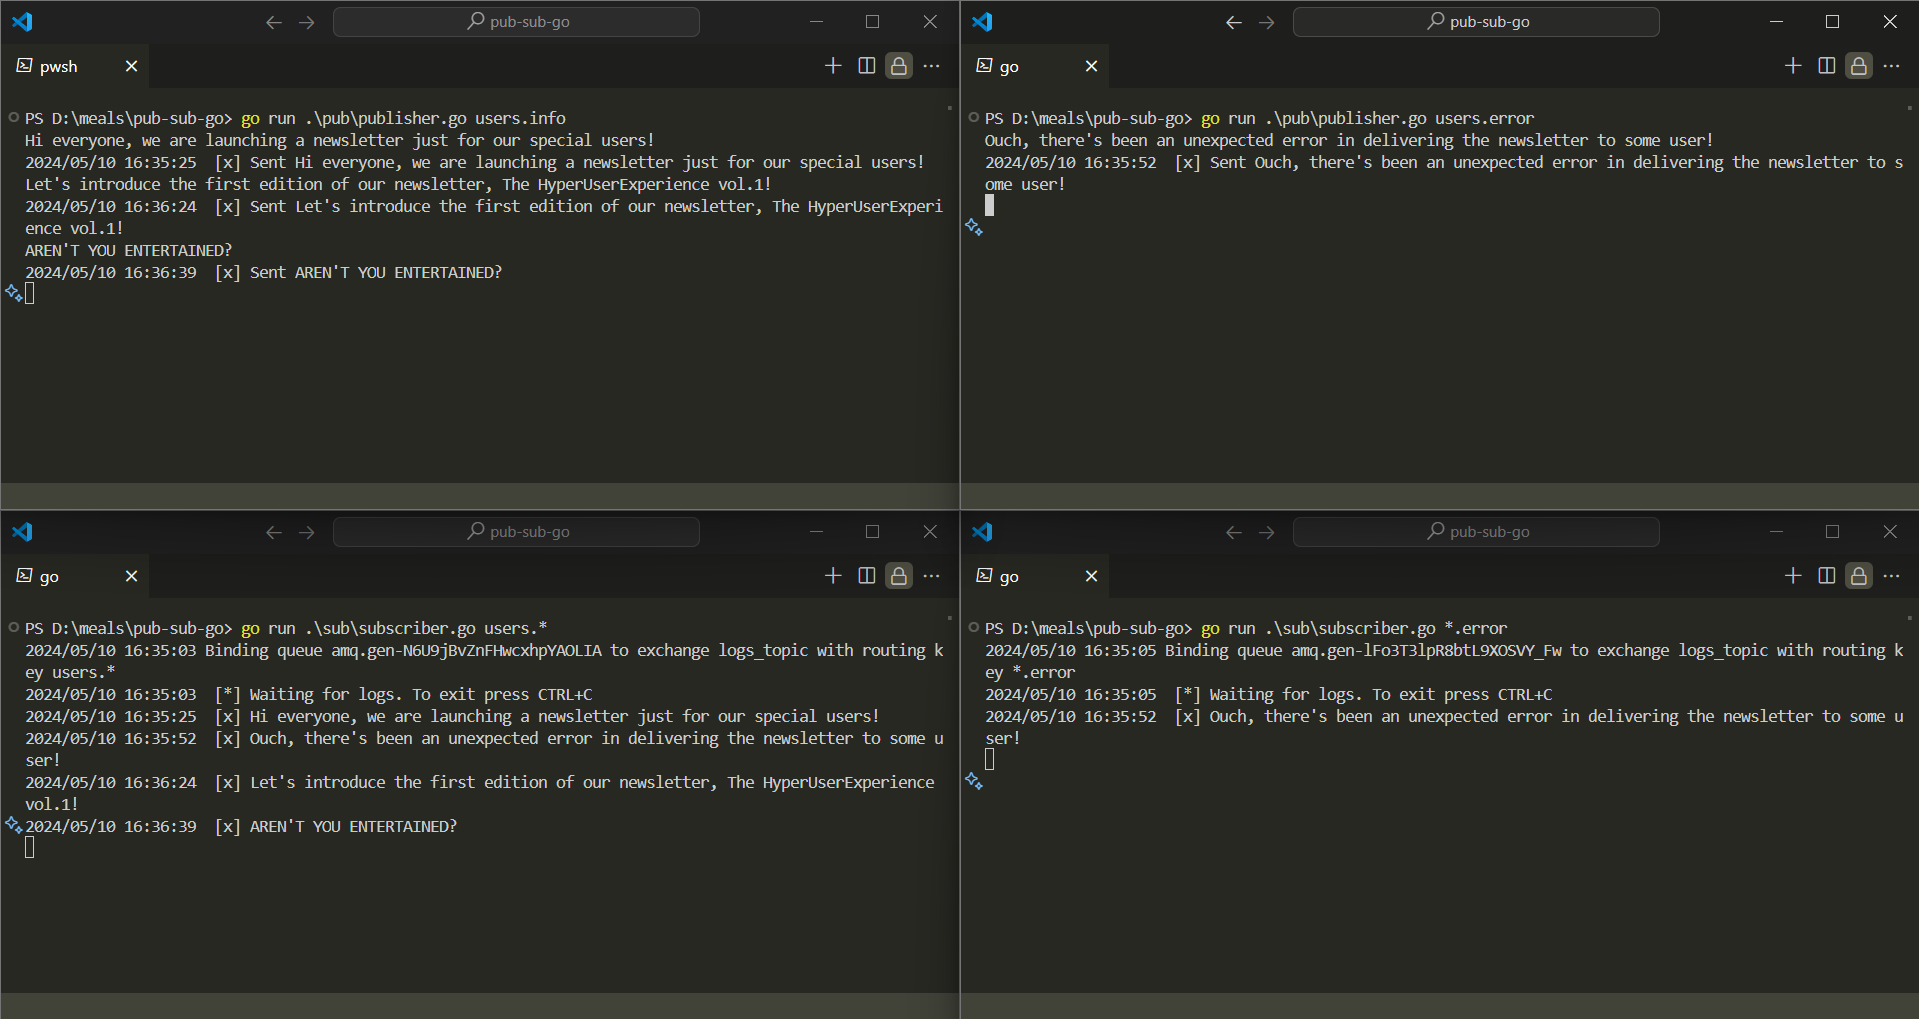 pub-sub-go
pwsh
PS D:\meals\pub-sub-go> go run .\pub\publisher.go users.info
Hi everyone, we are launching a newsletter just for our special users!
2024/05/10 16:35:25  [x] Sent Hi everyone, we are launching a newsletter just for our special users!
Let's introduce the first edition of our newsletter, The HyperUserExperience vol.1!
2024/05/10 16:36:24  [x] Sent Let's introduce the first edition of our newsletter, The HyperUserExperi
ence vol.1!
AREN'T YOU ENTERTAINED?
2024/05/10 16:36:39  [x] Sent AREN'T YOU ENTERTAINED?
pub-sub-go
go
PS D:\meals\pub-sub-go> go run .\pub\publisher.go users.error
Ouch, there's been an unexpected error in delivering the newsletter to some user!
2024/05/10 16:35:52  [x] Sent Ouch, there's been an unexpected error in delivering the newsletter to s
ome user!
pub-sub-go
go
PS D:\meals\pub-sub-go> go run .\sub\subscriber.go users.*
2024/05/10 16:35:03 Binding queue amq.gen-N6U9jBvZnFHwcxhpYAOLIA to exchange logs_topic with routing k
ey users.*
2024/05/10 16:35:03  [*] Waiting for logs. To exit press CTRL+C
2024/05/10 16:35:25  [x] Hi everyone, we are launching a newsletter just for our special users!
2024/05/10 16:35:52  [x] Ouch, there's been an unexpected error in delivering the newsletter to some u
ser!
2024/05/10 16:36:24  [x] Let's introduce the first edition of our newsletter, The HyperUserExperience
vol.1!
2024/05/10 16:36:39  [x] AREN'T YOU ENTERTAINED?
pub-sub-go
go
PS D:\meals\pub-sub-go> go run .\sub\subscriber.go *.error
2024/05/10 16:35:05 Binding queue amq.gen-lFo3T3lpR8btL9XOSVY_Fw to exchange logs_topic with routing k
ey *.error
2024/05/10 16:35:05  [*] Waiting for logs. To exit press CTRL+C
2024/05/10 16:35:52  [x] Ouch, there's been an unexpected error in delivering the newsletter to some u
ser!